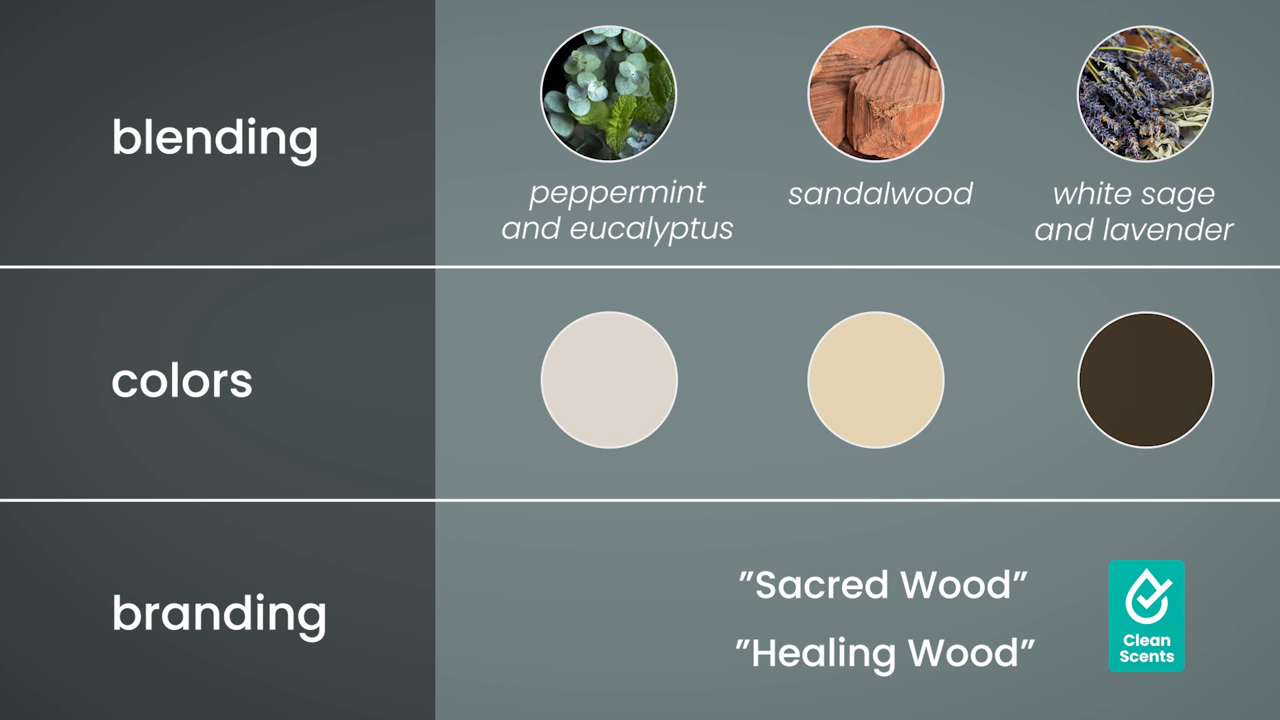 blending
peppermint
and eucalyptus
sandalwood
white sage
and lavender
colors
branding
”Sacred Wood”
”Healing Wood”
Clean
Scents